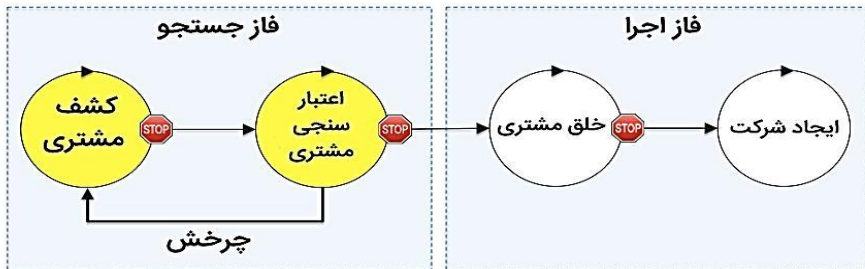 فاز جستجو
فاز اجرا
کشف
مشتری
STOP
اعتبار
سنجی
مشتری
STOP
خلق مشتری
STOP
ایجاد شرکت
چرخش